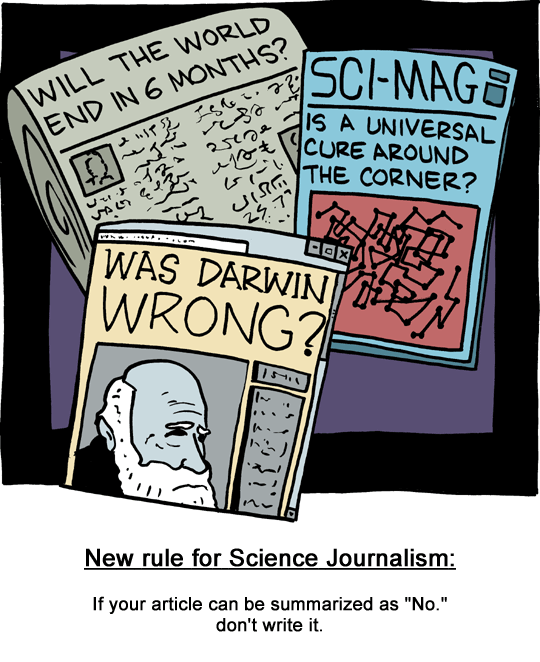 WILL THE WORLD
END IN 6 MONTHS?
SCI-MAG
IS A UNIVERSAL
CURE AROUND
THE CORNER?
WAS DARWIN
WRONG?
New rule for Science Journalism:
If your article can be summarized as "No."
don't write it.